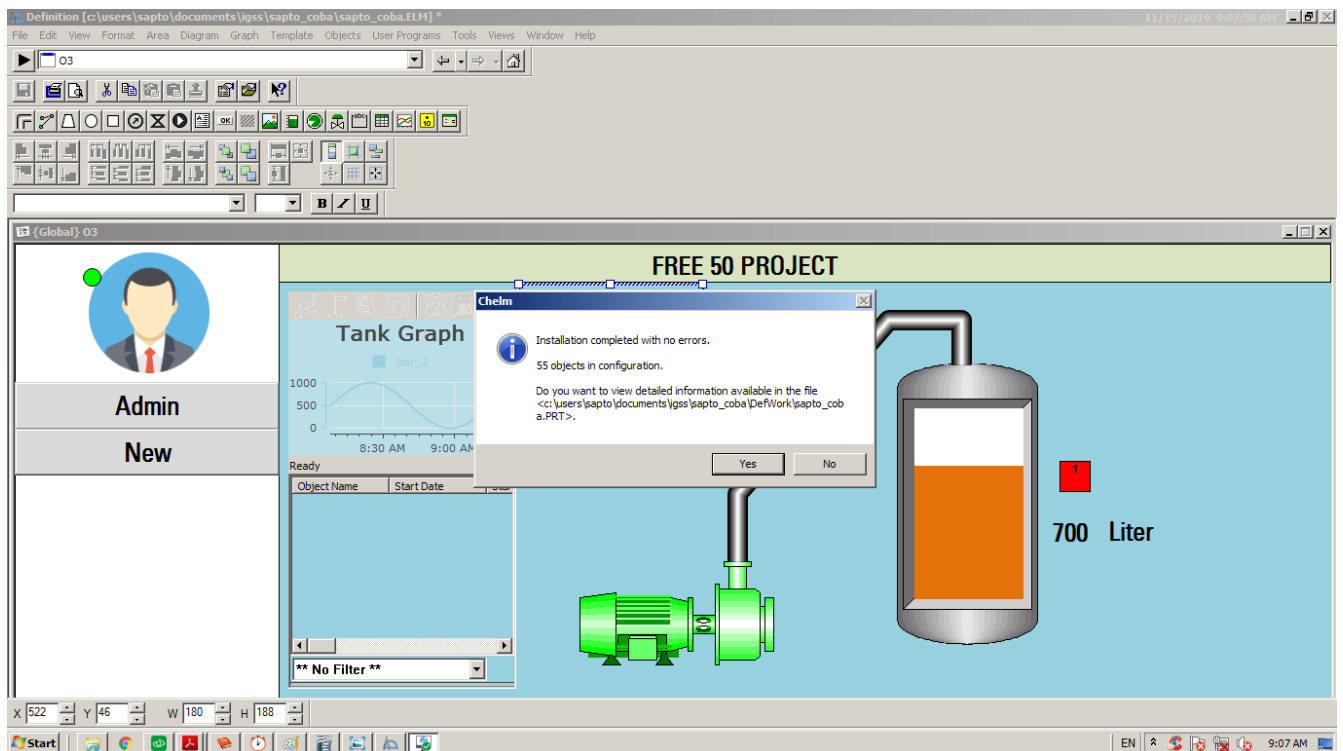 Definition [c:\users\sapto\documents\igss\sapto_coba\sapto_coba.ELM] *
11/15/2019 9:07:50 AM
File Edit View Format Area Diagram Graph Template Objects User Programs Tools Views Window Help
O3
OK
abc
10
B I U
{Global} O3
FREE 50 PROJECT
Admin
New
Tank Graph
bar_2
1000
500
0
8:30 AM 9:00 AM
Ready
Object Name Start Date
** No Filter **
Chelm
Installation completed with no errors.
55 objects in configuration.
Do you want to view detailed information available in the file
<c:\users\sapto\documents\igss\sapto_coba\DefWork\sapto_cob
a.PRT>.
Yes No
1
700 Liter
X 522 Y 46 W 180 H 188
Start
EN 9:07 AM